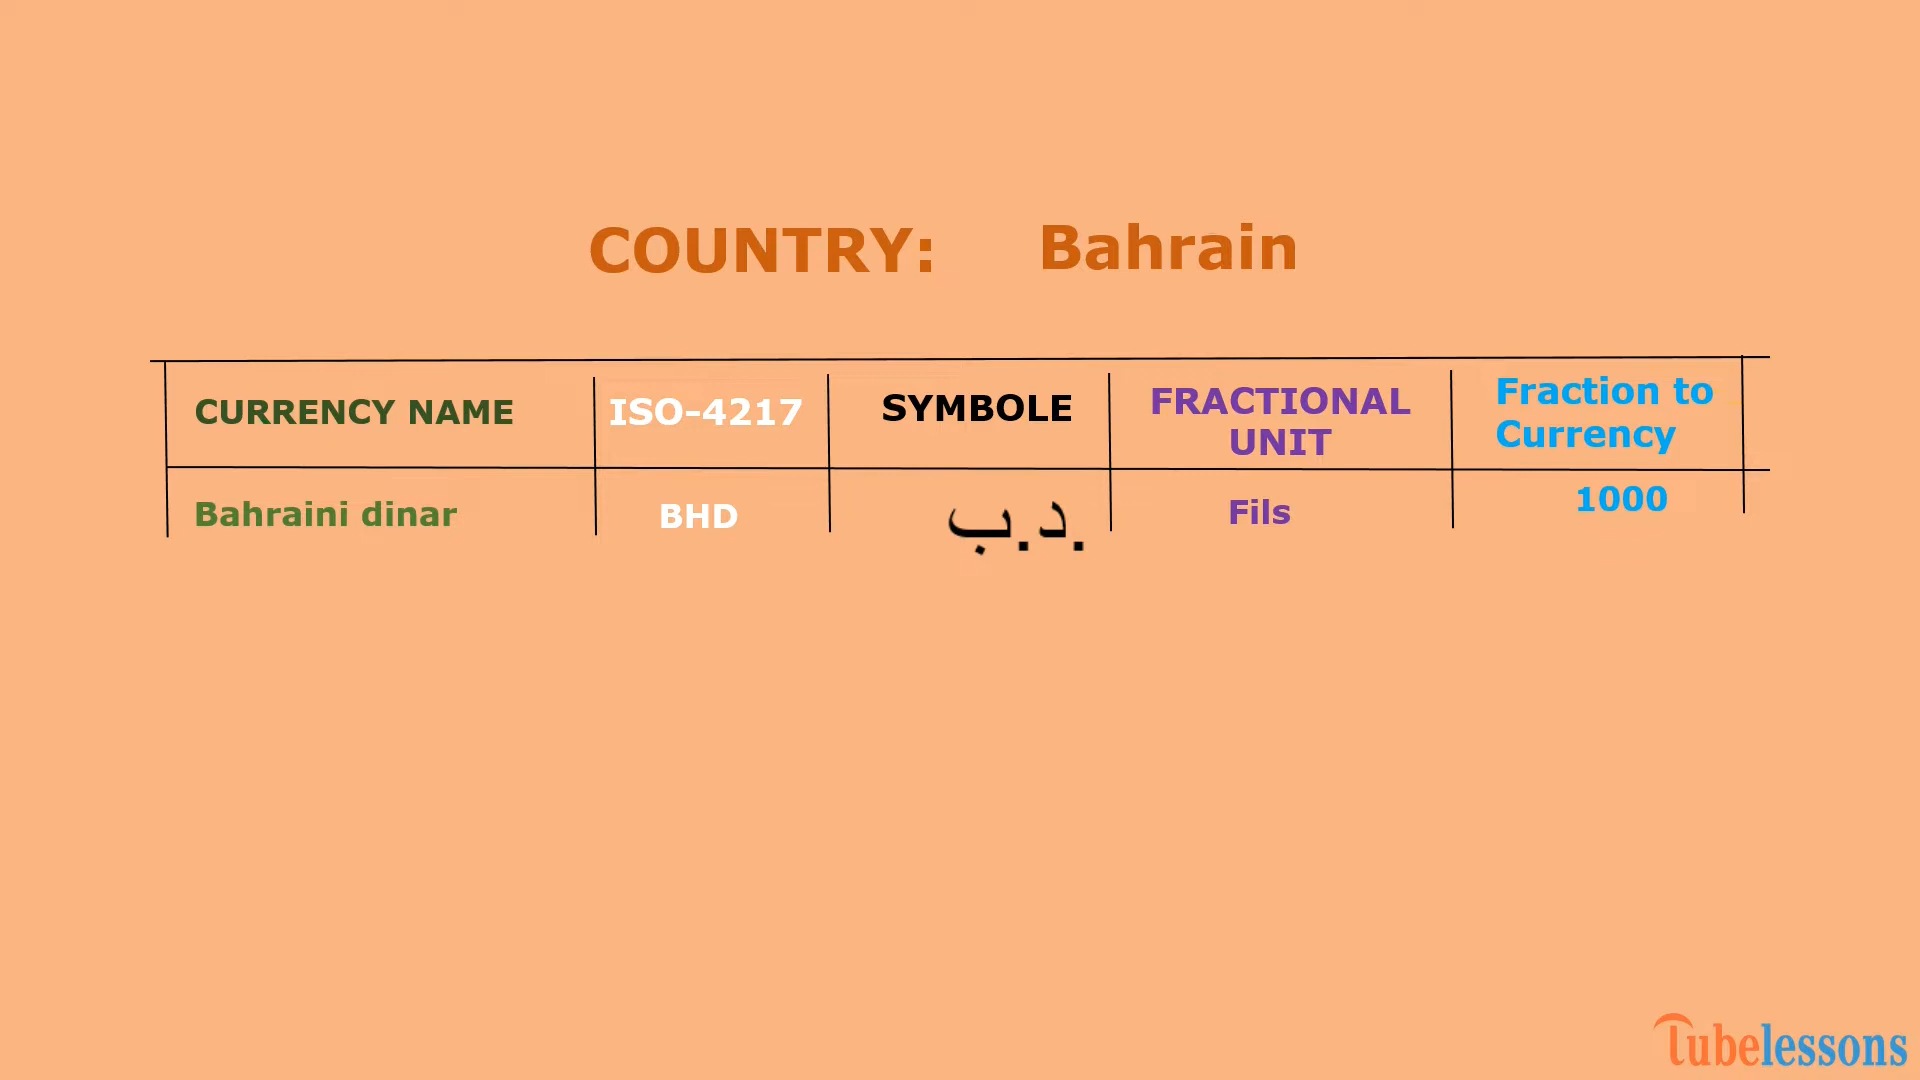 COUNTRY: Bahrain
CURRENCY NAME ISO-4217 SYMBOLE FRACTIONAL UNIT Fraction to Currency
Bahraini dinar BHD .د.ب Fils 1000
Tubelessons